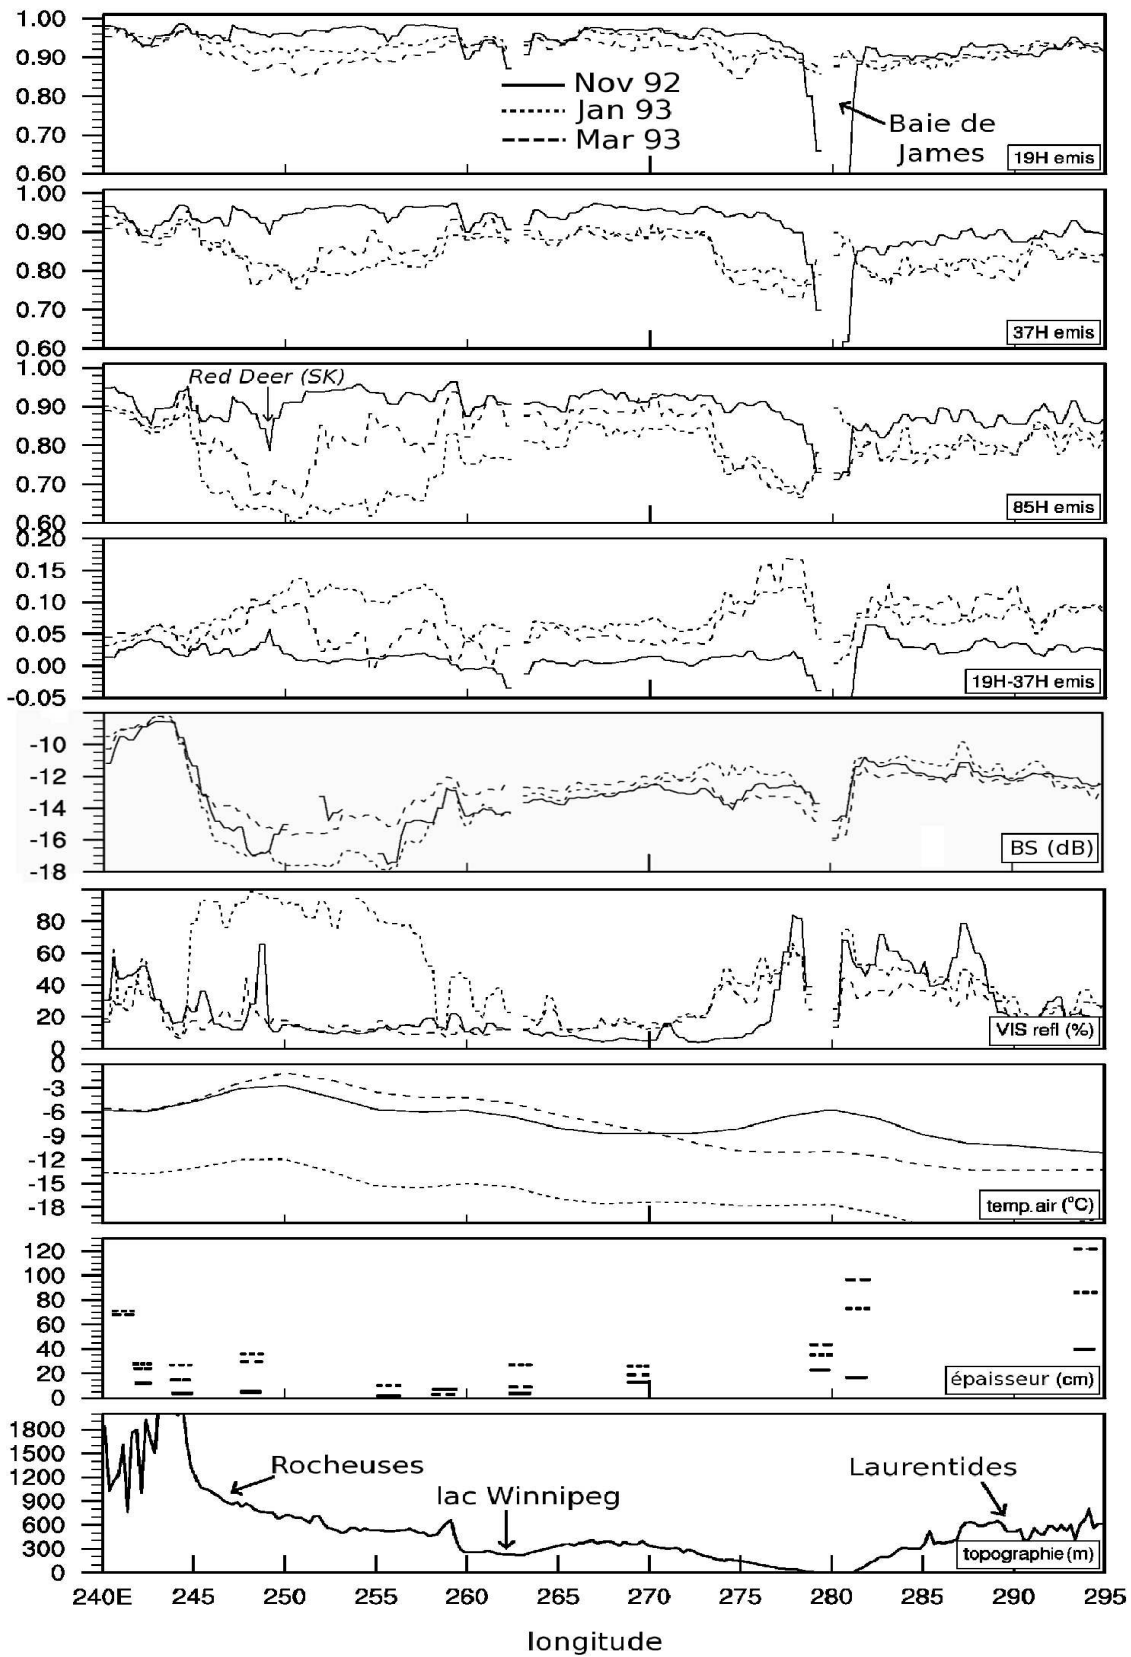 1.00
0.90
0.80
0.70
0.60
Nov 92
Jan 93
Mar 93
Baie de
James
19H emis
1.00
0.90
0.80
0.70
0.60
37H emis
1.00
0.90
0.80
0.70
0.60
Red Deer (SK)
85H emis
0.20
0.15
0.10
0.05
0.00
-0.05
19H-37H emis
-10
-12
-14
-16
-18
BS (dB)
80
60
40
20
0
VIS refl (%)
0
-3
-6
-9
-12
-15
-18
temp. air (°C)
120
100
80
60
40
20
0
épaisseur (cm)
1800
1500
1200
900
600
300
0
Rocheuses
lac Winnipeg
Laurentides
topographie (m)
240E 245 250 255 260 265 270 275 280 285 290 295
longitude